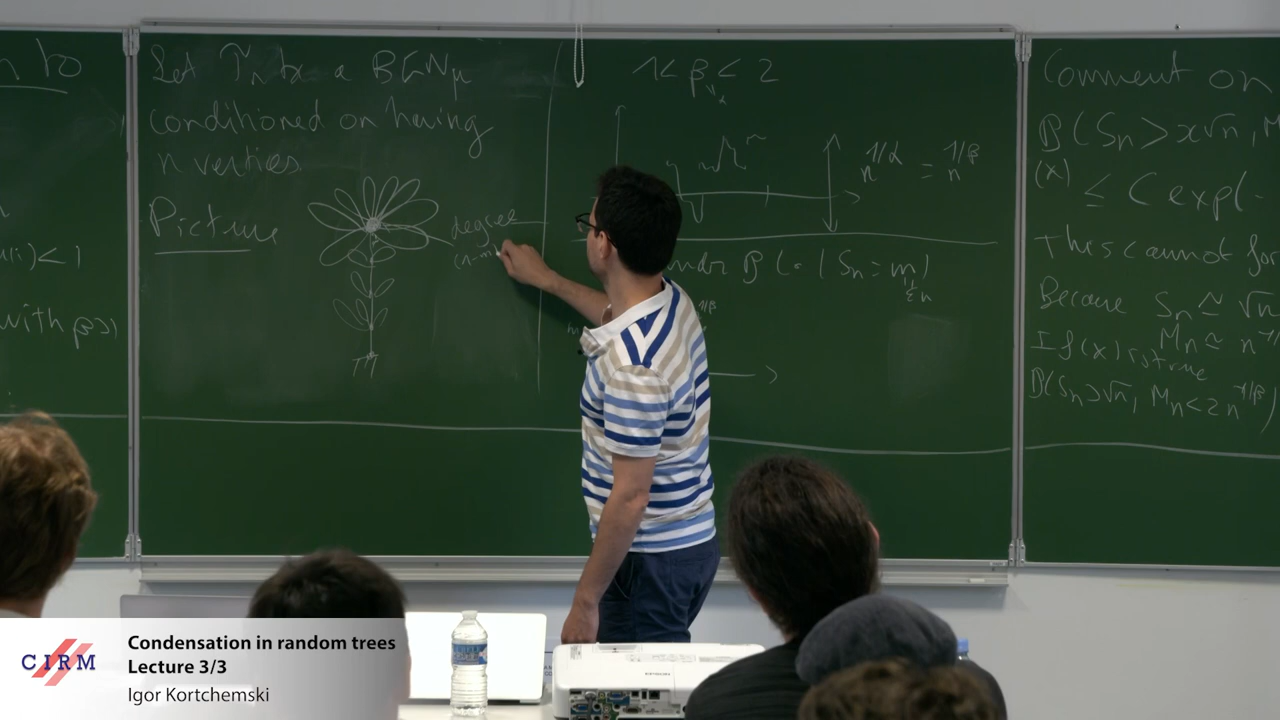 n to
with β>1
Let Tn be a BGWμ
conditioned on having
n vertices
Picture
degree
1< β < 2
n^1/α = n^1/β
under P( · | Sn = m)
Comment on
P(Sn > x√n, M
(x) ≤ C exp(-
This cannot for
Because Sn ≃ √n
Mn ≃ n
If (x) is true
P(Sn>√n, Mn<2n^1/β)
CIRM
Condensation in random trees
Lecture 3/3
Igor Kortchemski